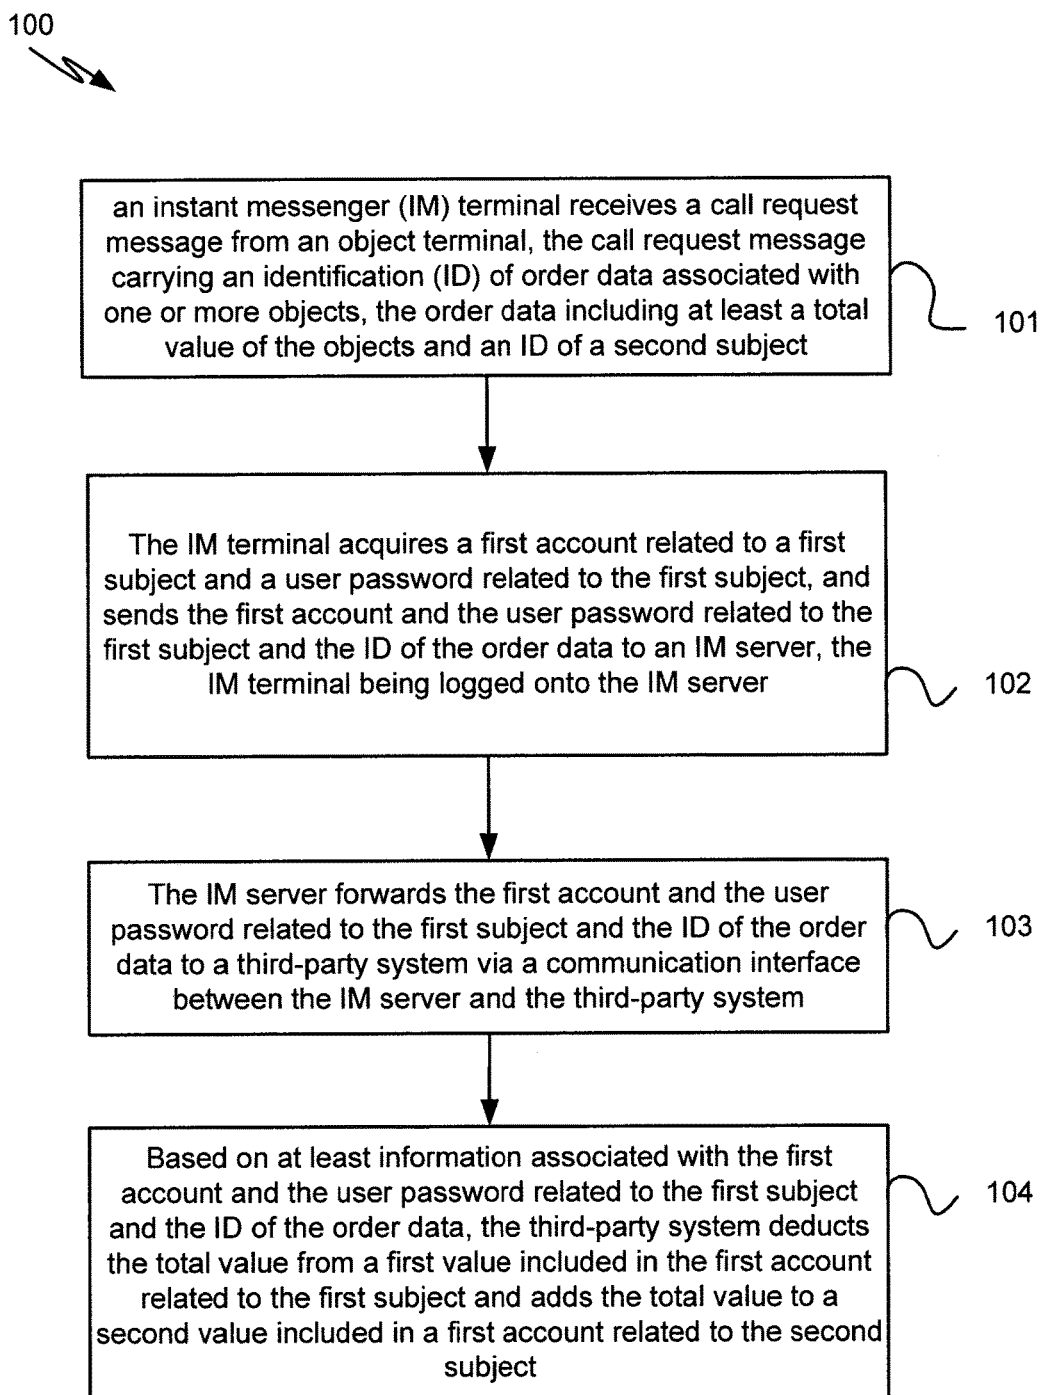 100
an instant messenger (IM) terminal receives a call request
message from an object terminal, the call request message
carrying an identification (ID) of order data associated with
one or more objects, the order data including at least a total
value of the objects and an ID of a second subject
101
The IM terminal acquires a first account related to a first
subject and a user password related to the first subject, and
sends the first account and the user password related to the
first subject and the ID of the order data to an IM server, the
IM terminal being logged onto the IM server
102
The IM server forwards the first account and the user
password related to the first subject and the ID of the order
data to a third-party system via a communication interface
between the IM server and the third-party system
103
Based on at least information associated with the first
account and the user password related to the first subject
and the ID of the order data, the third-party system deducts
the total value from a first value included in the first account
related to the first subject and adds the total value to a
second value included in a first account related to the second
subject
104